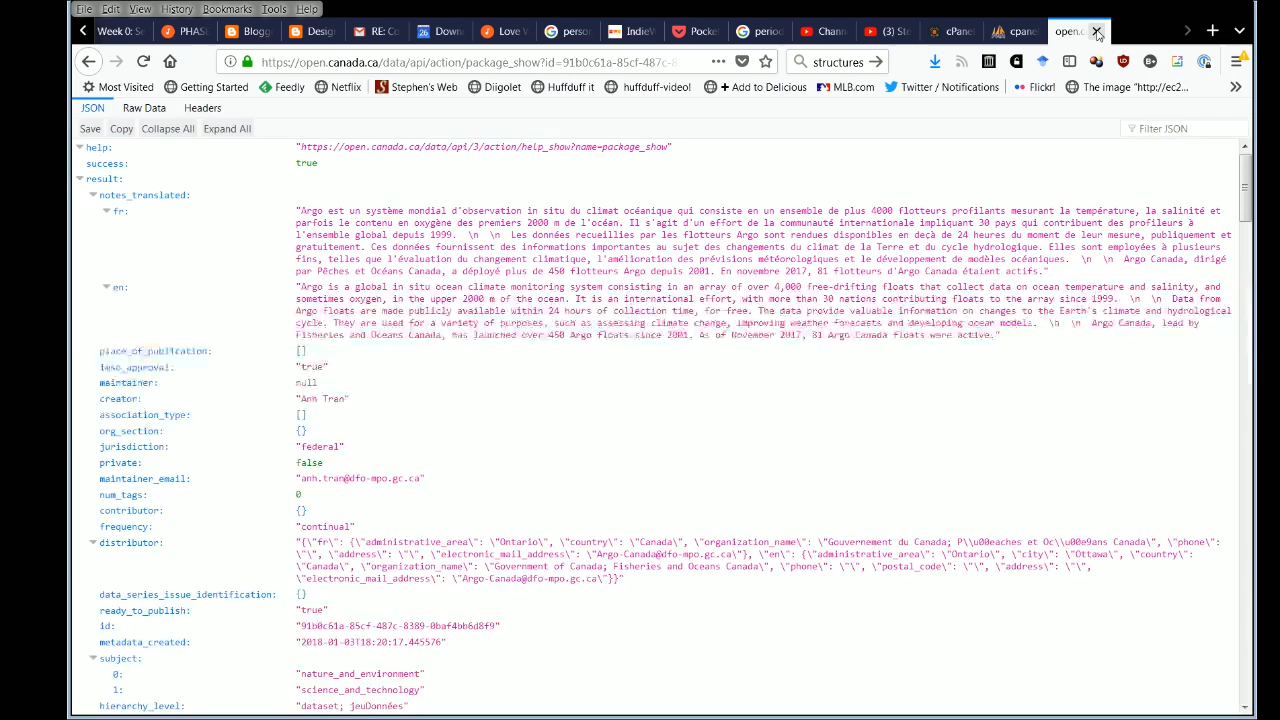 File Edit View History Bookmarks Tools Help
Week 0: Se PHAS Blogg Desig RE: Co 26 Down Love V person IndieW Pocket period Chann (3) Ste cPanel cpane open.c
https://open.canada.ca/data/api/action/package_show?id=91b0c61a-85cf-487c-8 structures
Most Visited Getting Started Feedly Netflix Stephen's Web Diigolet Huffduff it huffduff-video! + Add to Delicious MLB.com Twitter / Notifications Flickr! The image "http://ec2...
JSON Raw Data Headers
Save Copy Collapse All Expand All Filter JSON
help: "https://open.canada.ca/data/api/3/action/help_show?name=package_show"
success: true
result:
notes_translated:
fr: "Argo est un système mondial d'observation in situ du climat océanique qui consiste en un ensemble de plus 4000 flotteurs profilants mesurant la température, la salinité et
parfois le contenu en oxygène des premiers 2000 m de l'océan. Il s'agit d'un effort de la communauté internationale impliquant 30 pays qui contribuent des profileurs à
l'ensemble global depuis 1999. \n \n Les données recueillies par les flotteurs Argo sont rendues disponibles en deçà de 24 heures du moment de leur mesure, publiquement et
gratuitement. Ces données fournissent des informations importantes au sujet des changements du climat de la Terre et du cycle hydrologique. Elles sont employées à plusieurs
fins, telles que l'évaluation du changement climatique, l'amélioration des prévisions météorologiques et le développement de modèles océaniques. \n \n Argo Canada, dirigé
par Pêches et Océans Canada, a déployé plus de 450 flotteurs Argo depuis 2001. En novembre 2017, 81 flotteurs d'Argo Canada étaient actifs."
en: "Argo is a global in situ ocean climate monitoring system consisting in an array of over 4,000 free-drifting floats that collect data on ocean temperature and salinity, and
sometimes oxygen, in the upper 2000 m of the ocean. It is an international effort, with more than 30 nations contributing floats to the array since 1999. \n \n Data from
Argo floats are made publicly available within 24 hours of collection time, for-free. The data provide valuable information on changes to the Earth's climate and hydrological
cycle. They are used for a variety of purposes, such as assessing climate change, improving weather forecasts and developing ocean models. \n \n Argo Canada, lead by
Fisheries and Oceans Canada, has launched over 450 Argo floats since 2001. As of November 2017, 81 Argo Canada floats were active."
place_of_publication: []
imso_approval: "true"
maintainer: null
creator: "Anh Tran"
association_type: []
org_section: {}
jurisdiction: "federal"
private: false
maintainer_email: "anh.tran@dfo-mpo.gc.ca"
num_tags: 0
contributor: {}
frequency: "continual"
distributor: "{\"fr\": {\"administrative_area\": \"Ontario\", \"country\": \"Canada\", \"organization_name\": \"Gouvernement du Canada; P\\u00eaches et Oc\\u00e9ans Canada\", \"phone\":
\"\", \"address\": \"\", \"electronic_mail_address\": \"Argo-Canada@dfo-mpo.gc.ca\"}, \"en\": {\"administrative_area\": \"Ontario\", \"city\": \"Ottawa\", \"country\":
\"Canada\", \"organization_name\": \"Government of Canada; Fisheries and Oceans Canada\", \"phone\": \"\", \"postal_code\": \"\", \"address\": \"\",
\"electronic_mail_address\": \"Argo-Canada@dfo-mpo.gc.ca\"}}"
data_series_issue_identification: {}
ready_to_publish: "true"
id: "91b0c61a-85cf-487c-8389-0baf4bb6d8f9"
metadata_created: "2018-01-03T18:20:17.445576"
subject:
0: "nature_and_environment"
1: "science_and_technology"
hierarchy_level: "dataset; jeuDonnées"